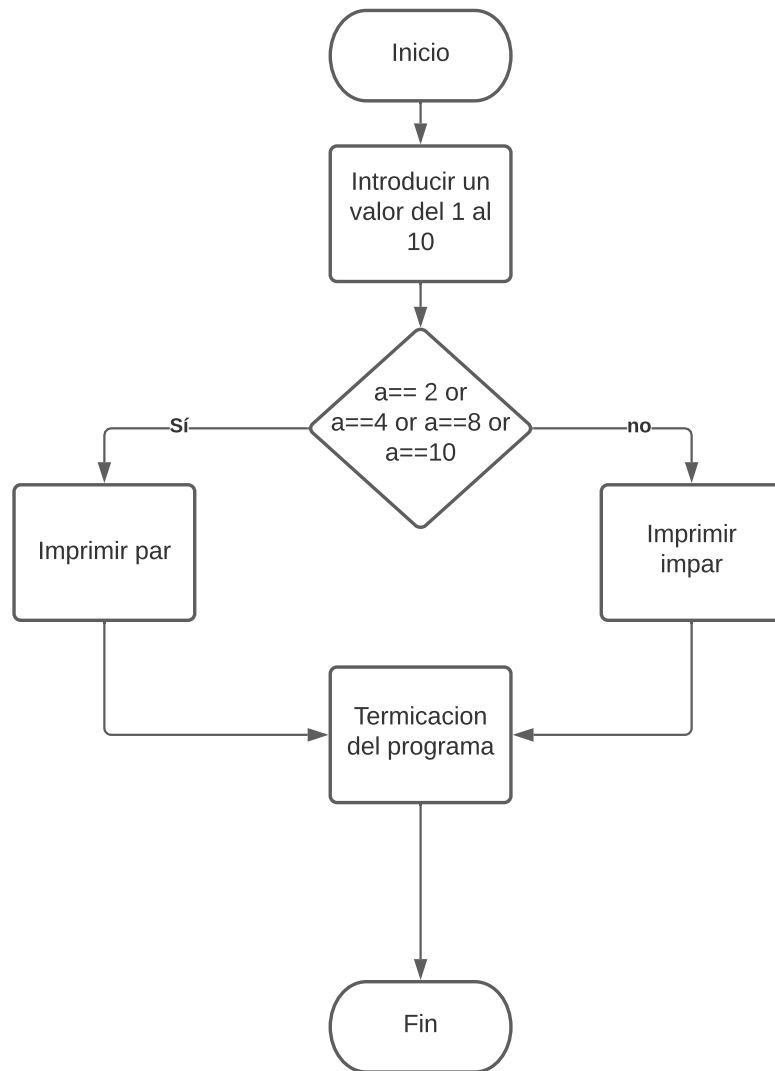 Inicio
Introducir un
valor del 1 al
10
a== 2 or
a==4 or a==8 or
a==10
Sí
no
Imprimir par
Imprimir
impar
Termicacion
del programa
Fin